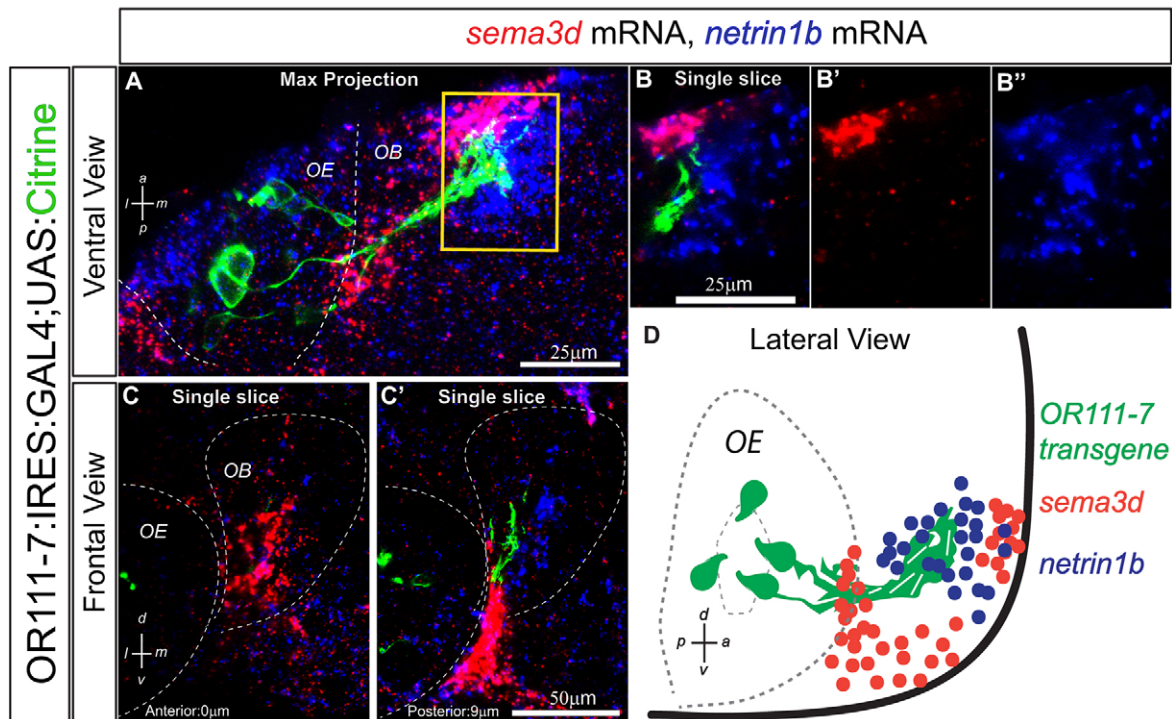 sema3d mRNA, netrin1b mRNA
OR111-7:IRES:GAL4;UAS:Citrine
Ventral Veiw
A
Max Projection
OE
OB
a
l m
p
25μm
B
Single slice
B'
B"
25μm
Frontal Veiw
C
Single slice
OB
OE
d
l m
v
Anterior:0μm
C'
Single slice
Posterior:9μm
50μm
D
Lateral View
OE
d
p a
v
OR111-7
transgene
sema3d
netrin1b